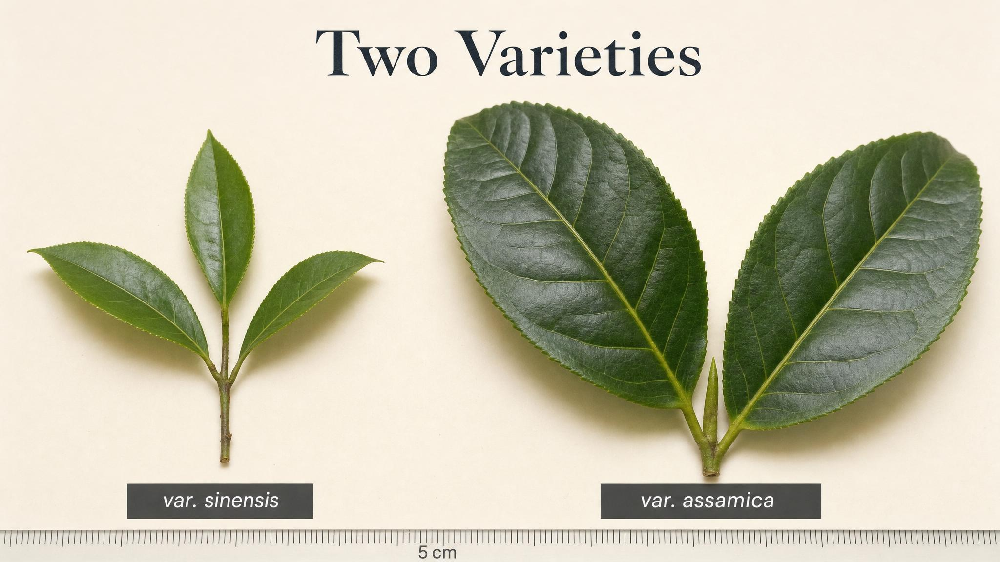 Two Varieties
var. sinensis
var. assamica
5 cm